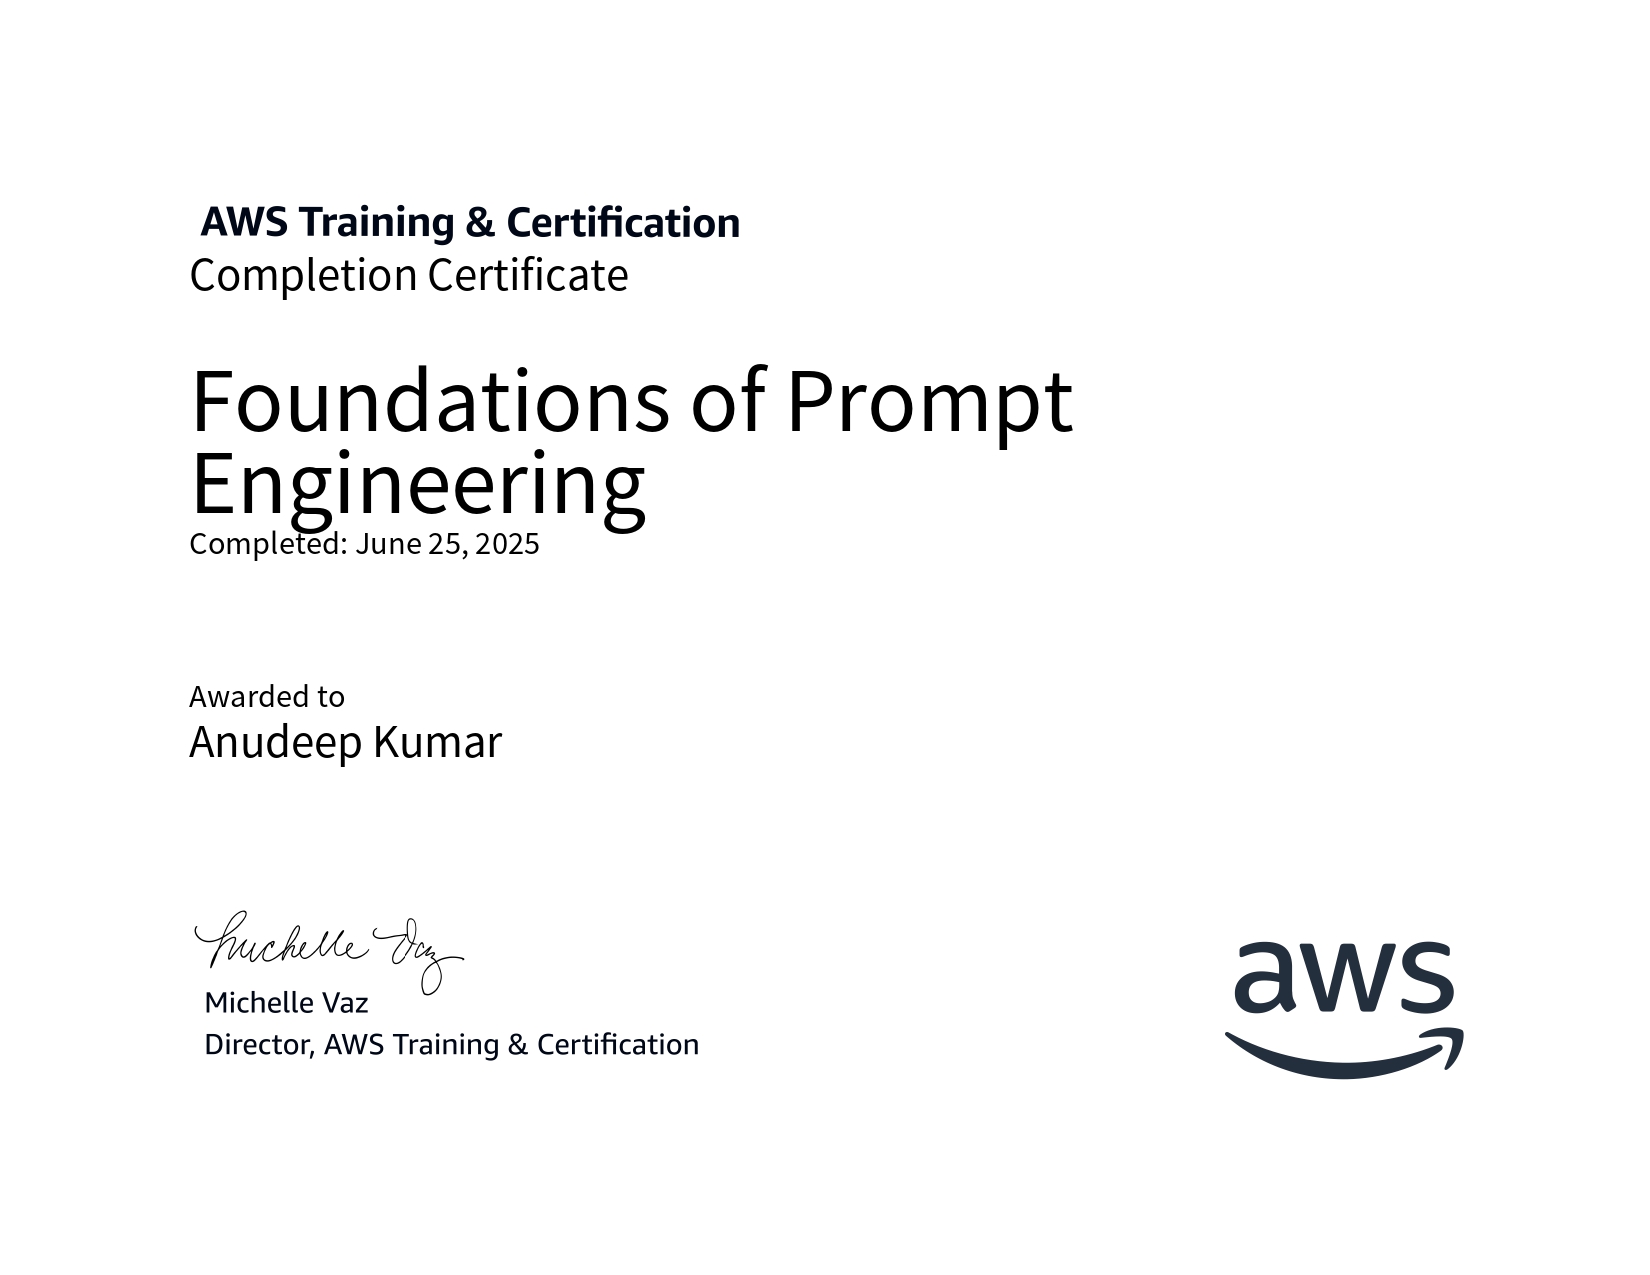 AWS Training & Certification
Completion Certificate
Foundations of Prompt
Engineering
Completed: June 25, 2025
Awarded to
Anudeep Kumar
Michelle Vaz
Michelle Vaz
Director, AWS Training & Certification
aws